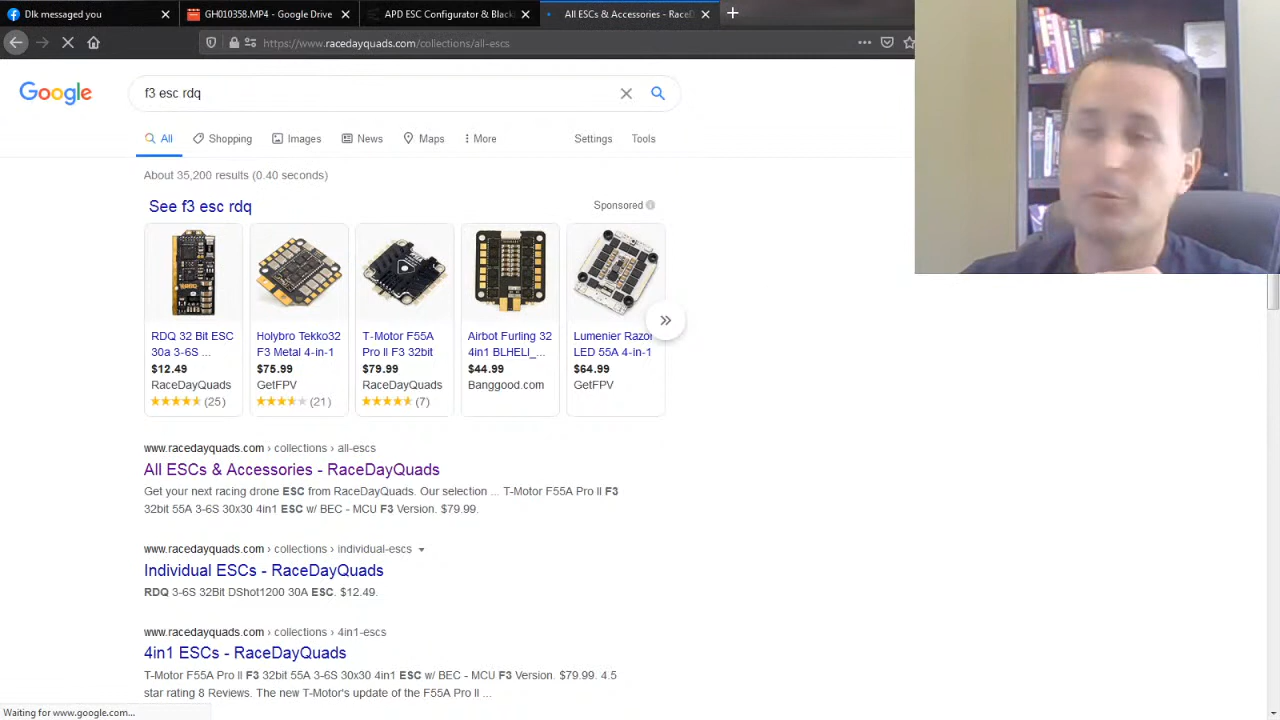 Dlk messaged you
GH010358.MP4 - Google Drive
APD ESC Configurator & Blackl
All ESCs & Accessories - RaceD
https://www.racedayquads.com/collections/all-escs
Google
f3 esc rdq
All
Shopping
Images
News
Maps
More
Settings
Tools
About 35,200 results (0.40 seconds)
See f3 esc rdq
Sponsored
RDQ 32 Bit ESC
30a 3-6S ...
$12.49
RaceDayQuads
(25)
Holybro Tekko32
F3 Metal 4-in-1
$75.99
GetFPV
(21)
T-Motor F55A
Pro II F3 32bit
$79.99
RaceDayQuads
(7)
Airbot Furling 32
4in1 BLHELI_...
$44.99
Banggood.com
Lumenier Razor
LED 55A 4-in-1
$64.99
GetFPV
www.racedayquads.com › collections › all-escs
All ESCs & Accessories - RaceDayQuads
Get your next racing drone ESC from RaceDayQuads. Our selection ... T-Motor F55A Pro II F3
32bit 55A 3-6S 30x30 4in1 ESC w/ BEC - MCU F3 Version. $79.99.
www.racedayquads.com › collections › individual-escs
Individual ESCs - RaceDayQuads
RDQ 3-6S 32Bit DShot1200 30A ESC. $12.49.
www.racedayquads.com › collections › 4in1-escs
4in1 ESCs - RaceDayQuads
T-Motor F55A Pro II F3 32bit 55A 3-6S 30x30 4in1 ESC w/ BEC - MCU F3 Version. $79.99. 4.5
star rating 8 Reviews. The new T-Motor's update of the F55A Pro II ...
Waiting for www.google.com...